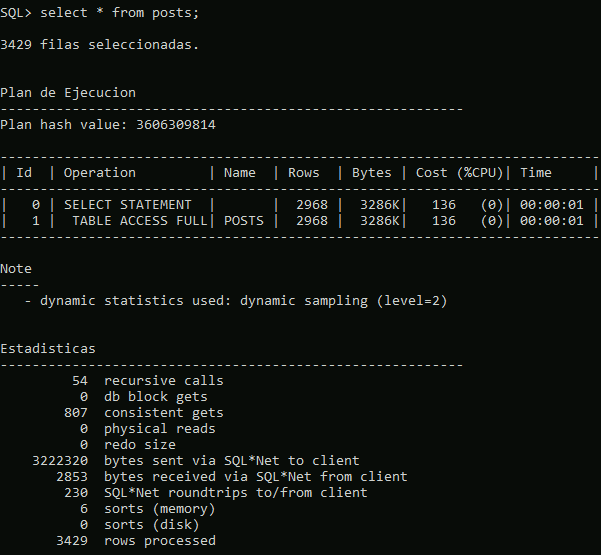 SQL> select * from posts;
3429 filas seleccionadas.
Plan de Ejecucion
----------------------------------------------------------
Plan hash value: 3606309814
---------------------------------------------------------------------------
| Id  | Operation         | Name  | Rows  | Bytes | Cost (%CPU)| Time     |
---------------------------------------------------------------------------
|   0 | SELECT STATEMENT  |       |  2968 |  3286K|   136   (0)| 00:00:01 |
|   1 |  TABLE ACCESS FULL| POSTS |  2968 |  3286K|   136   (0)| 00:00:01 |
---------------------------------------------------------------------------
Note
-----
   - dynamic statistics used: dynamic sampling (level=2)
Estadisticas
----------------------------------------------------------
         54  recursive calls
          0  db block gets
        807  consistent gets
          0  physical reads
          0  redo size
    3222320  bytes sent via SQL*Net to client
       2853  bytes received via SQL*Net from client
        230  SQL*Net roundtrips to/from client
          6  sorts (memory)
          0  sorts (disk)
       3429  rows processed